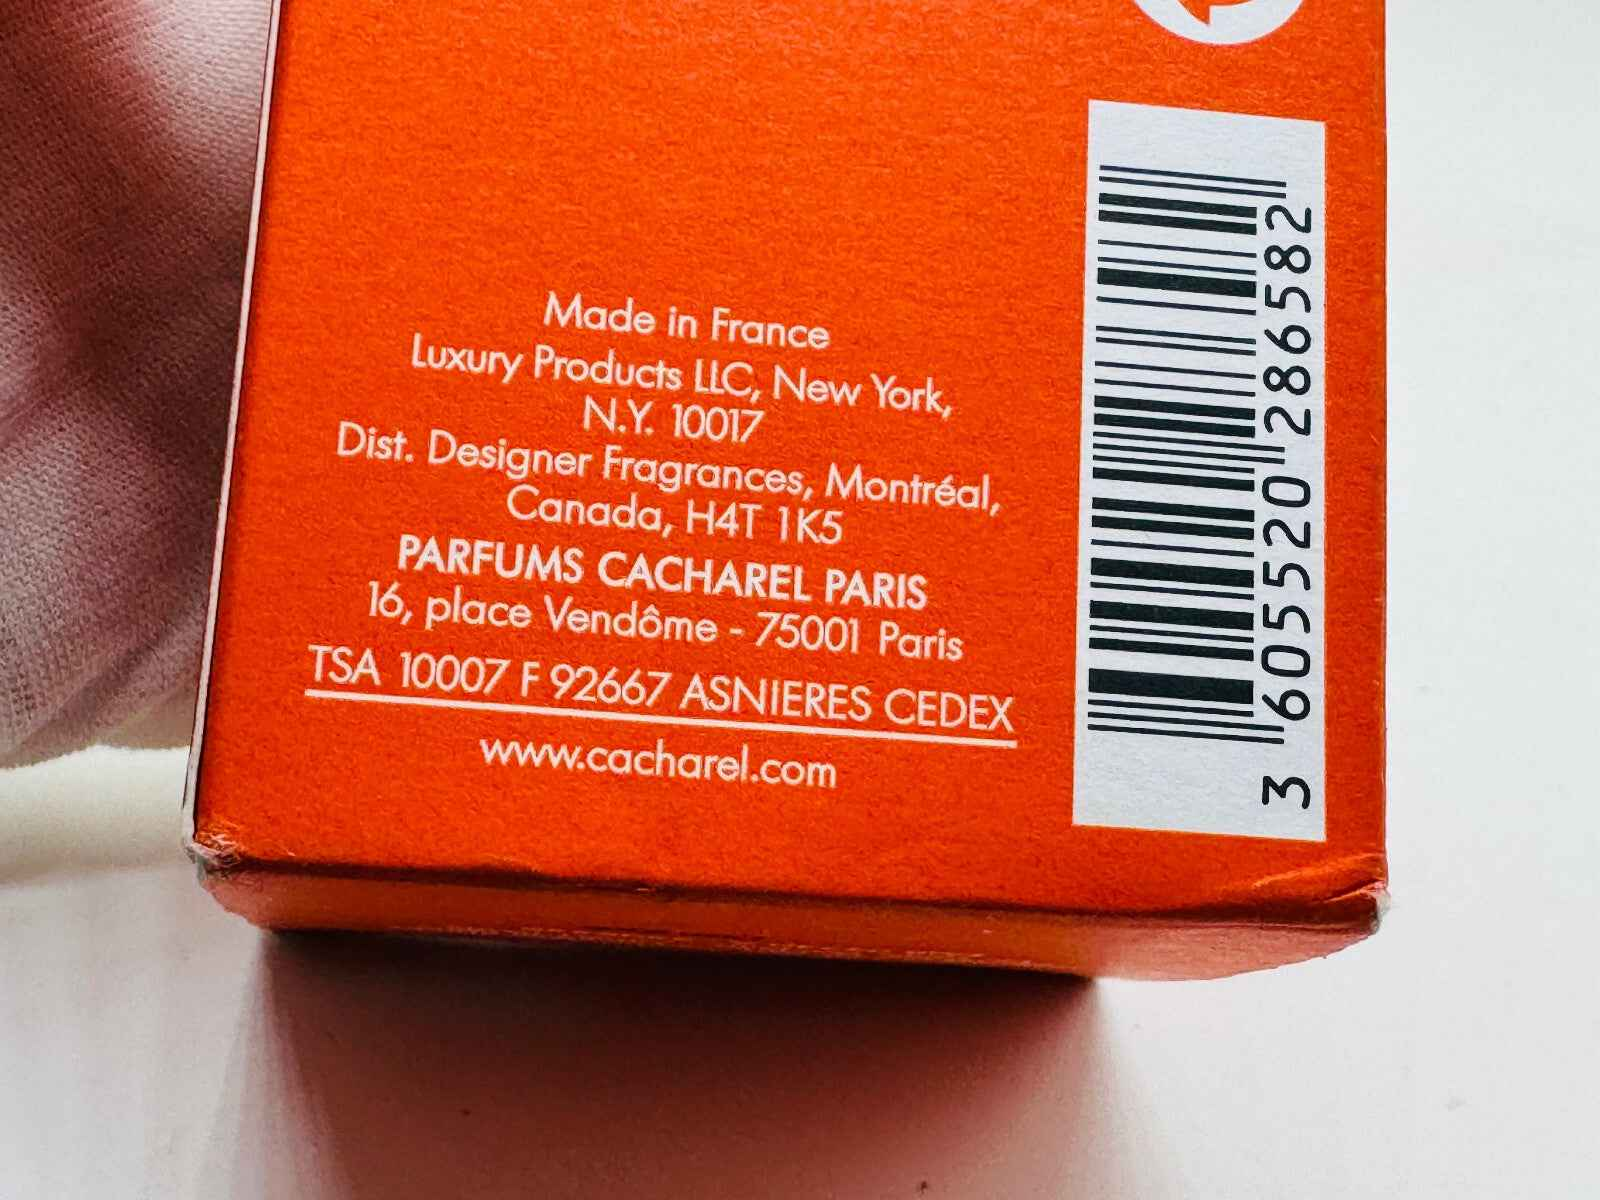 Made in France
Luxury Products LLC, New York,
N.Y. 10017
Dist. Designer Fragrances, Montréal,
Canada, H4T 1K5
PARFUMS CACHAREL PARIS
16, place Vendôme - 75001 Paris
TSA 10007 F 92667 ASNIERES CEDEX
www.cacharel.com
3 605520 286582